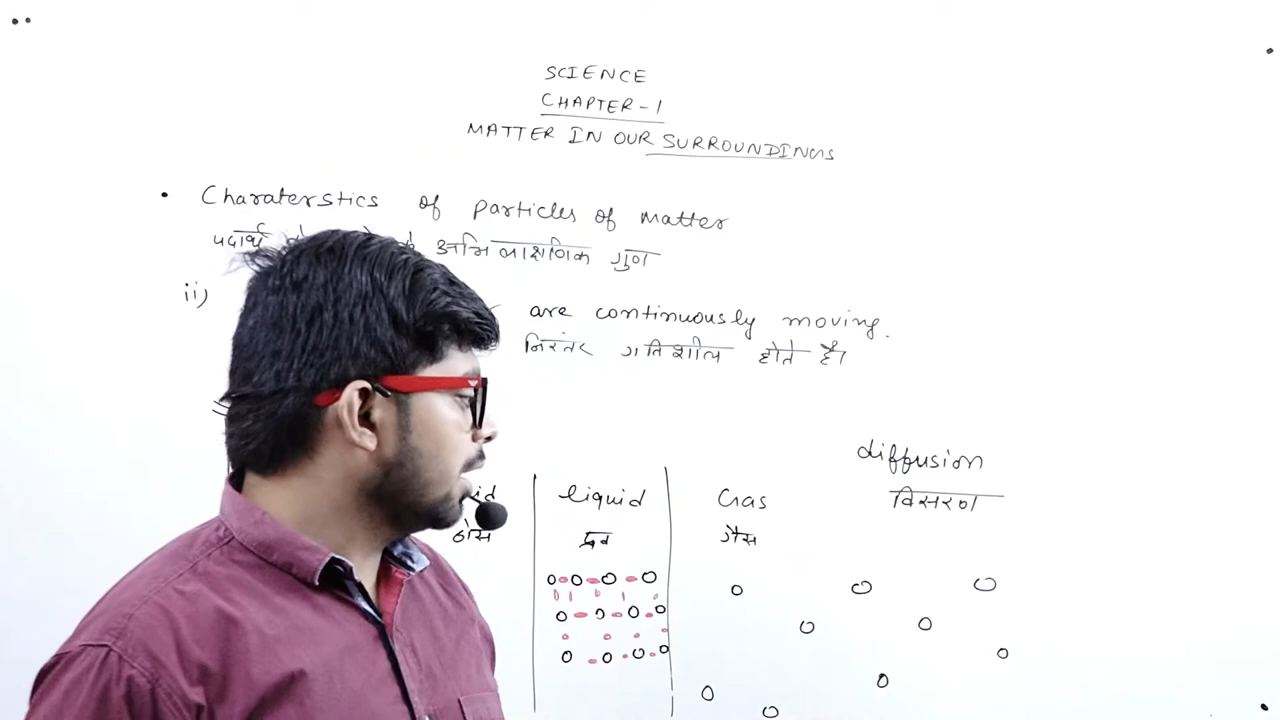 SCIENCE
CHAPTER-1
MATTER IN OUR SURROUNDINGS
• Charaterstics of particles of matter
पदार्थ अभिलाक्षणिक गुण
ii) are continuously moving.
निरंतर गतिशील होते है।
diffusion
विसरण
liquid Gas
ठोस द्रव गैस